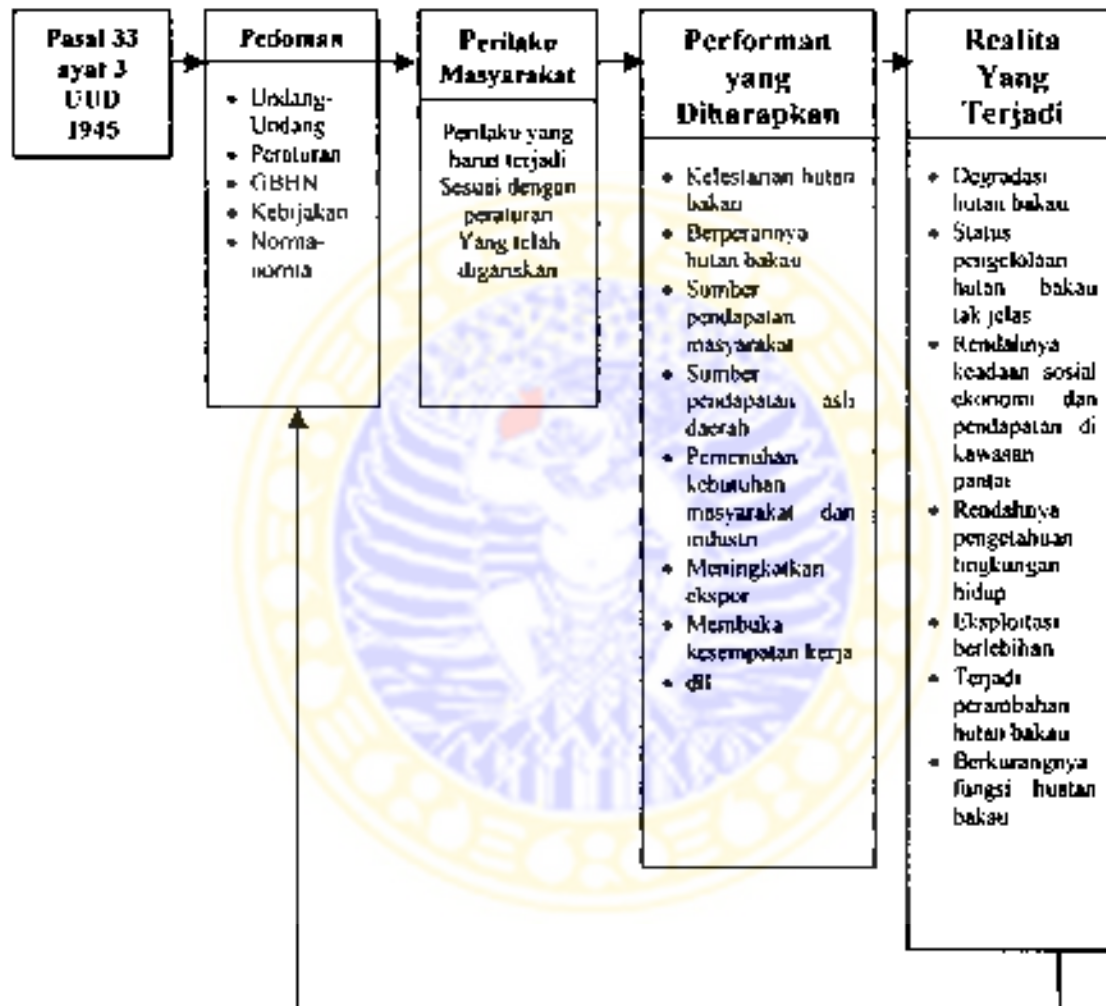 Pasal 33
ayat 3
UUD
1945
Pedoman
• Undang-
Undang
• Peraturan
• GBHN
• Kebijakan
• Norma-
norma
Perilaku
Masyarakat
Perilaku yang
harus terjadi
Sesuai dengan
peraturan
Yang telah
digariskan
Performan
yang
Diharapkan
• Kelestarian hutan
bakau
• Berperannya
hutan bakau
• Sumber
pendapatan
masyarakat
• Sumber
pendapatan asli
daerah
• Pemenuhan
kebutuhan
masyarakat dan
industri
• Meningkatkan
ekspor
• Membuka
kesempatan kerja
• dll
Realita
Yang
Terjadi
• Degradasi
hutan bakau
• Status
pengelolaan
hutan bakau
tak jelas
• Rendahnya
keadaan sosial
ekonomi dan
pendapatan di
kawasan
pantai
• Rendahnya
pengetahuan
lingkungan
hidup
• Eksploitasi
berlebihan
• Terjadi
perambahan
hutan bakau
• Berkurangnya
fungsi huatan
bakau